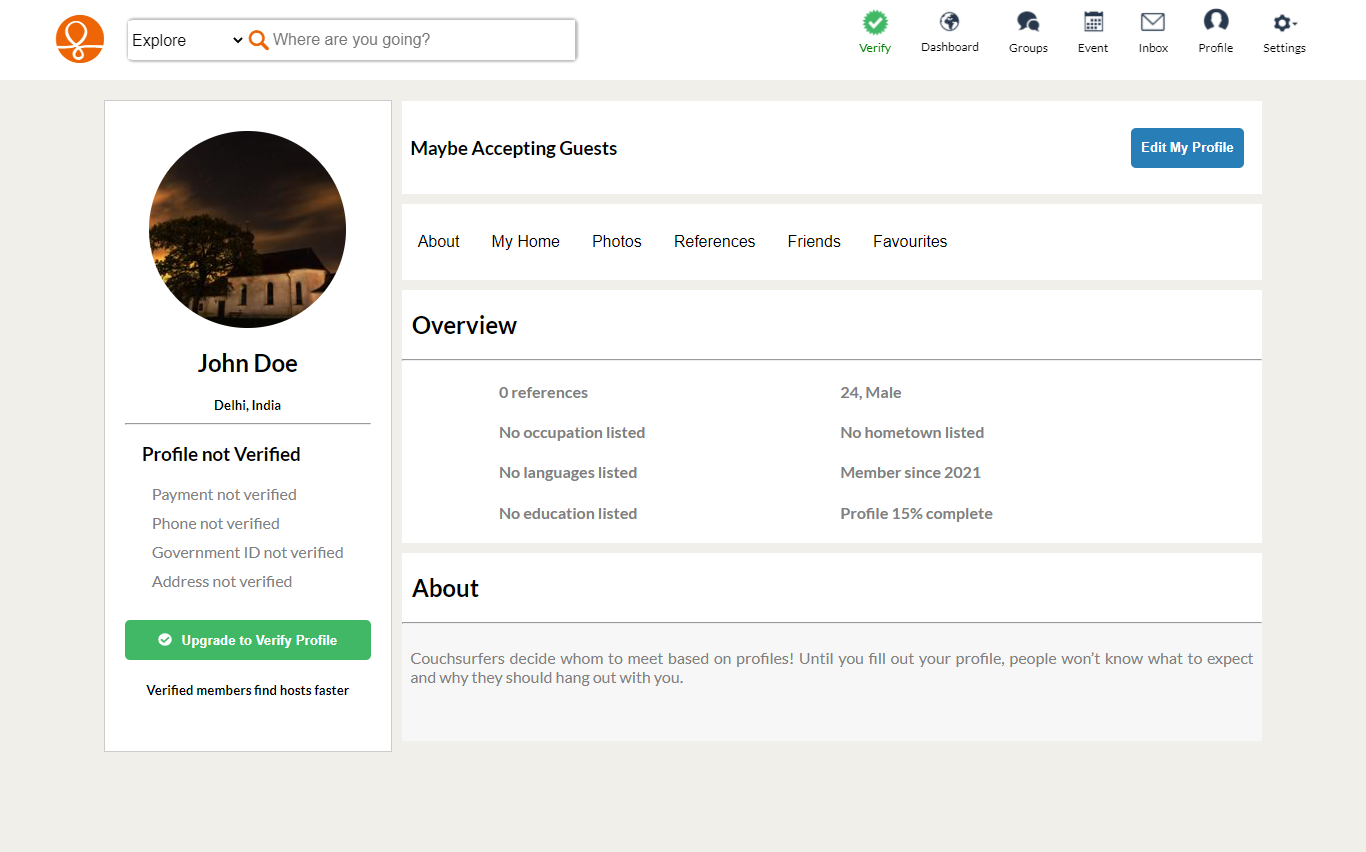 Explore
Where are you going?
Verify
Dashboard
Groups
Event
Inbox
Profile
Settings
John Doe
Delhi, India
Profile not Verified
Payment not verified
Phone not verified
Government ID not verified
Address not verified
Upgrade to Verify Profile
Verified members find hosts faster
Maybe Accepting Guests
Edit My Profile
About
My Home
Photos
References
Friends
Favourites
Overview
0 references
24, Male
No occupation listed
No hometown listed
No languages listed
Member since 2021
No education listed
Profile 15% complete
About
Couchsurfers decide whom to meet based on profiles! Until you fill out your profile, people won’t know what to expect
and why they should hang out with you.